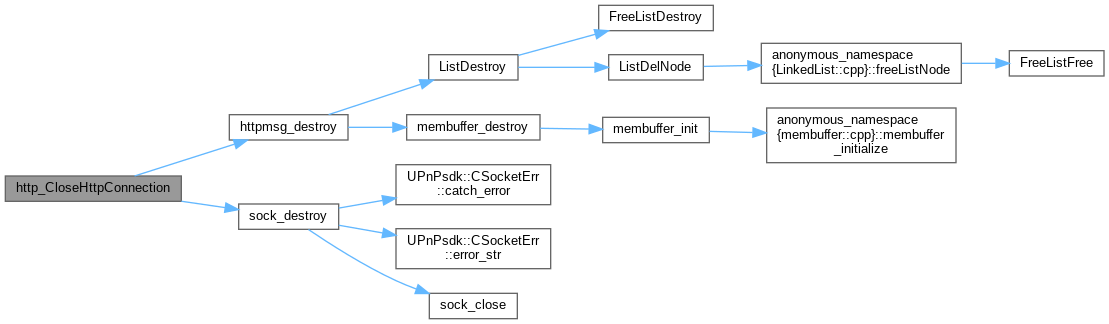 http_CloseHttpConnection
httpmsg_destroy
ListDestroy
FreeListDestroy
ListDelNode
anonymous_namespace
{LinkedList::cpp}::freeListNode
FreeListFree
membuffer_destroy
membuffer_init
anonymous_namespace
{membuffer::cpp}::membuffer
_initialize
sock_destroy
UPnPsdk::CSocketErr
::catch_error
UPnPsdk::CSocketErr
::error_str
sock_close